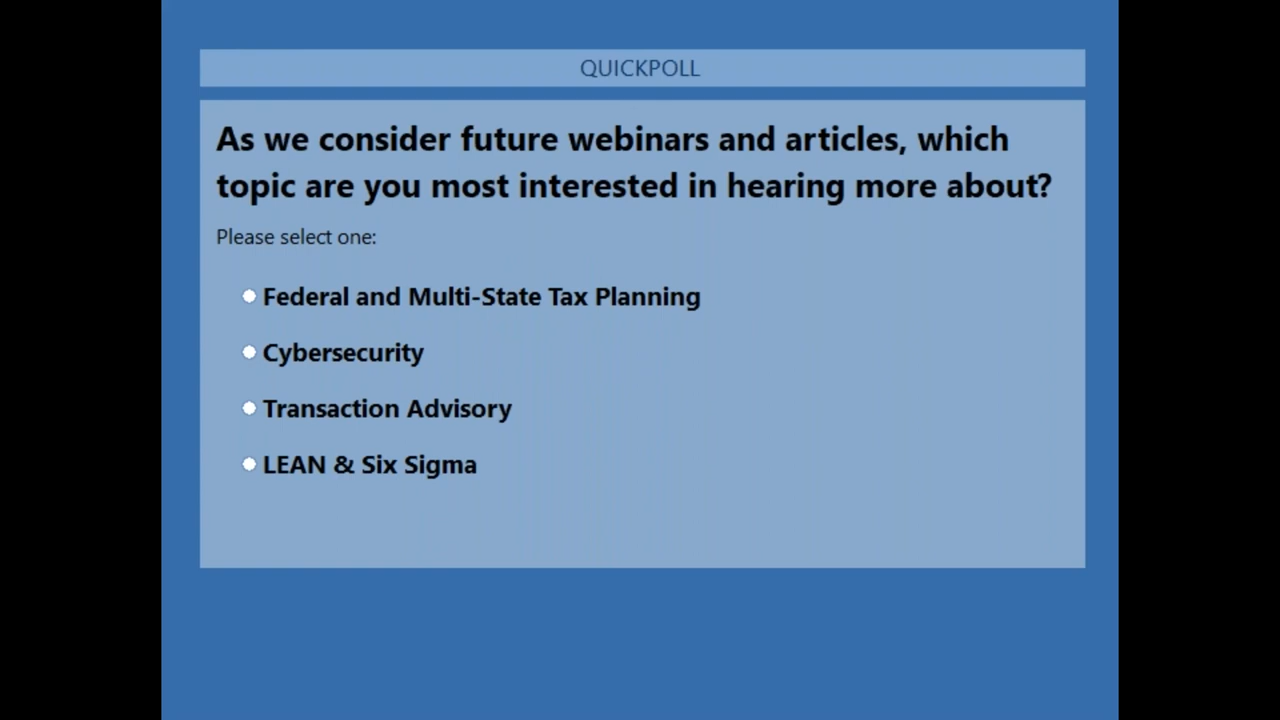 QUICKPOLL
As we consider future webinars and articles, which
topic are you most interested in hearing more about?
Please select one:
Federal and Multi-State Tax Planning
Cybersecurity
Transaction Advisory
LEAN & Six Sigma